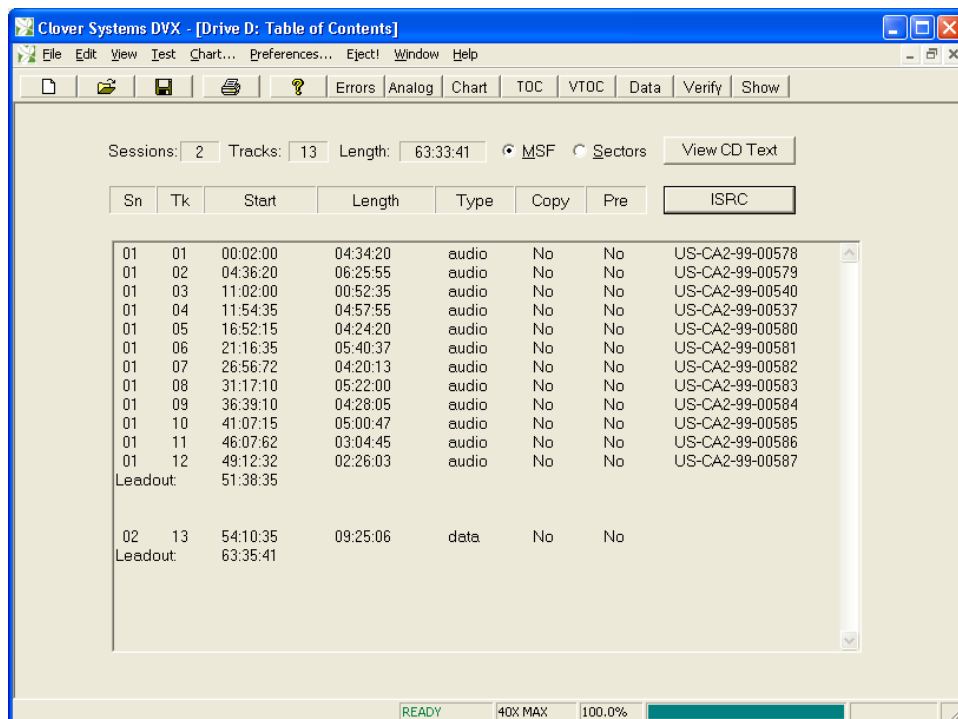 Clover Systems DVX - [Drive D: Table of Contents]
File Edit View Test Chart... Preferences... Eject! Window Help
? Errors Analog Chart TOC VTOC Data Verify Show
Sessions: 2 Tracks: 13 Length: 63:33:41 MSF Sectors View CD Text
Sn Tk Start Length Type Copy Pre ISRC
01 01 00:02:00 04:34:20 audio No No US-CA2-99-00578
01 02 04:36:20 06:25:55 audio No No US-CA2-99-00579
01 03 11:02:00 00:52:35 audio No No US-CA2-99-00540
01 04 11:54:35 04:57:55 audio No No US-CA2-99-00537
01 05 16:52:15 04:24:20 audio No No US-CA2-99-00580
01 06 21:16:35 05:40:37 audio No No US-CA2-99-00581
01 07 26:56:72 04:20:13 audio No No US-CA2-99-00582
01 08 31:17:10 05:22:00 audio No No US-CA2-99-00583
01 09 36:39:10 04:28:05 audio No No US-CA2-99-00584
01 10 41:07:15 05:00:47 audio No No US-CA2-99-00585
01 11 46:07:62 03:04:45 audio No No US-CA2-99-00586
01 12 49:12:32 02:26:03 audio No No US-CA2-99-00587
Leadout: 51:38:35
02 13 54:10:35 09:25:06 data No No
Leadout: 63:35:41
READY 40X MAX 100.0%